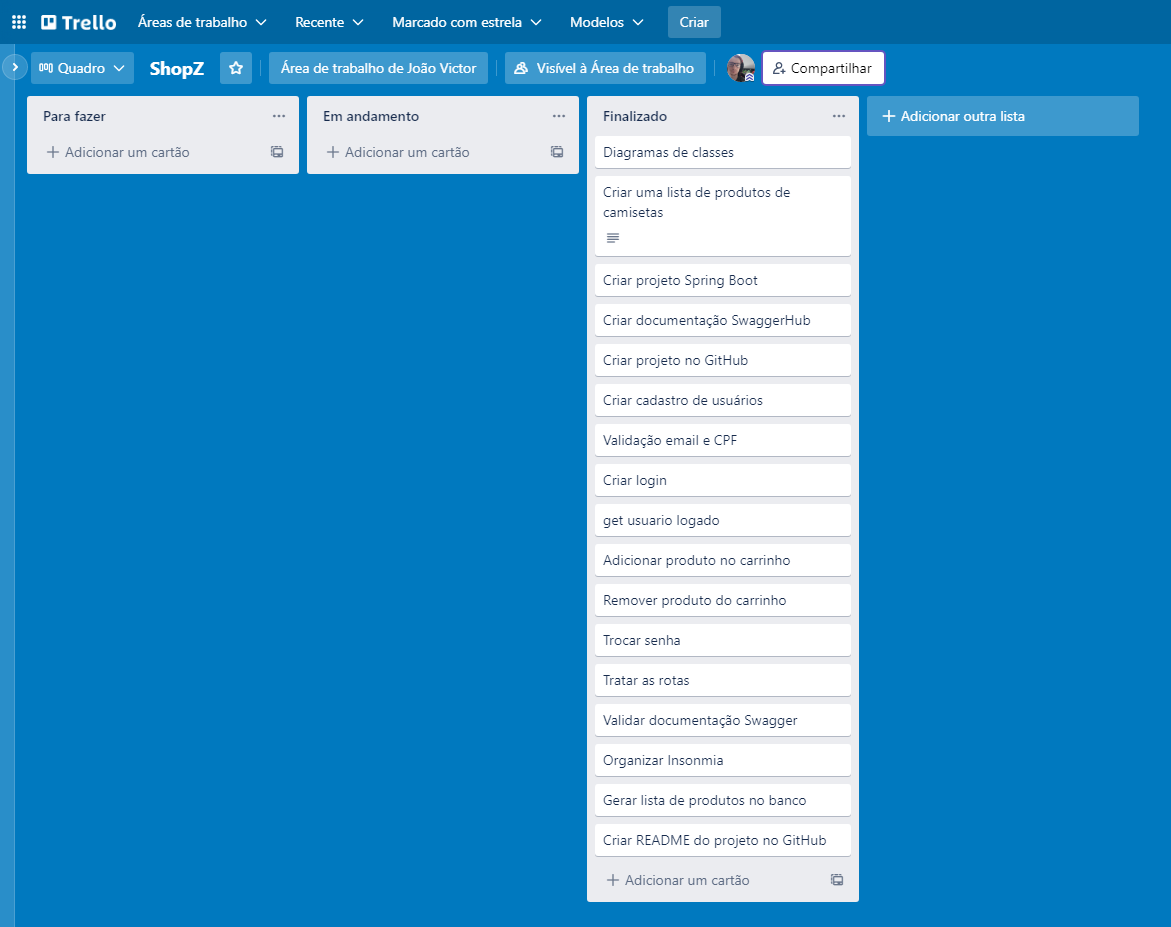 Trello
Áreas de trabalho
Recente
Marcado com estrela
Modelos
Criar
Quadro
ShopZ
Área de trabalho de João Victor
Visível à Área de trabalho
Compartilhar
Para fazer
Adicionar um cartão
Em andamento
Adicionar um cartão
Finalizado
Diagramas de classes
Criar uma lista de produtos de
camisetas
Criar projeto Spring Boot
Criar documentação SwaggerHub
Criar projeto no GitHub
Criar cadastro de usuários
Validação email e CPF
Criar login
get usuario logado
Adicionar produto no carrinho
Remover produto do carrinho
Trocar senha
Tratar as rotas
Validar documentação Swagger
Organizar Insonmia
Gerar lista de produtos no banco
Criar README do projeto no GitHub
Adicionar um cartão
Adicionar outra lista